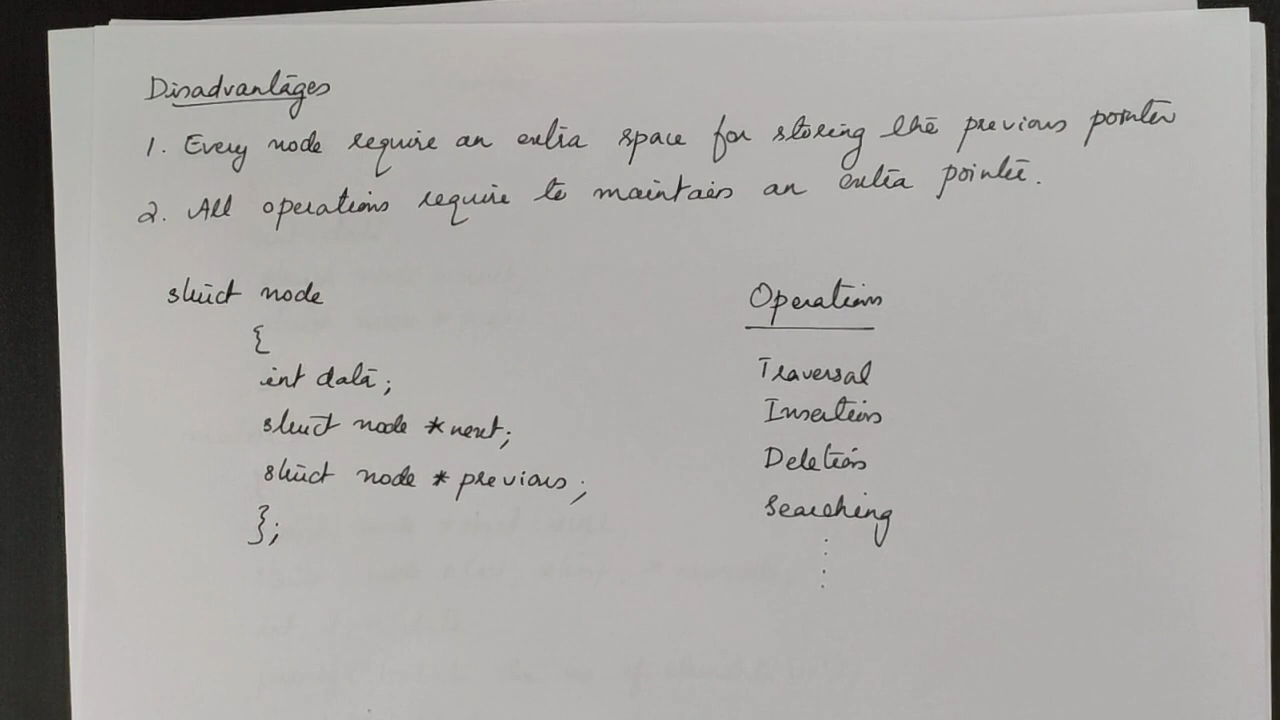 Disadvantages
1. Every node require an extra space for storing the previous pointer
2. All operations require to maintain an extra pointer.
struct node
{
int data;
struct node *next;
struct node * previous;
};
Operations
Traversal
Insertion
Deletion
Searching